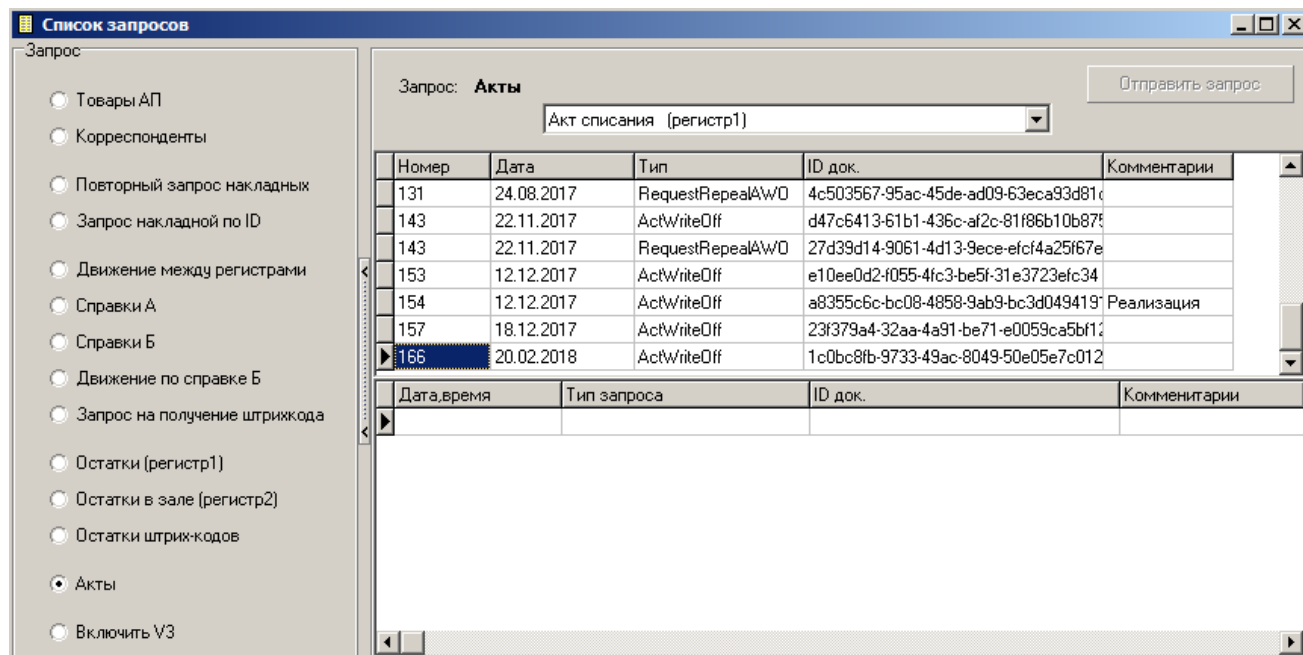 Список запросов
Запрос
Товары АП
Корреспонденты
Повторный запрос накладных
Запрос накладной по ID
Движение между регистрами
Справки А
Справки Б
Движение по справке Б
Запрос на получение штрихкода
Остатки (регистр1)
Остатки в зале (регистр2)
Остатки штрих-кодов
Акты
Включить V3
Запрос: Акты
Отправить запрос
Акт списания (регистр1)
Номер Дата Тип ID док. Комментарии
131 24.08.2017 RequestRepealAWO 4c503567-95ac-45de-ad09-63eca93d81c
143 22.11.2017 ActWriteOff d47c6413-61b1-436c-af2c-81f86b10b875
143 22.11.2017 RequestRepealAWO 27d39d14-9061-4d13-9ece-efcf4a25f67e
153 12.12.2017 ActWriteOff e10ee0d2-f055-4fc3-be5f-31e3723efc34
154 12.12.2017 ActWriteOff a8355c6c-bc08-4858-9ab9-bc3d0494191 Реализация
157 18.12.2017 ActWriteOff 23f379a4-32aa-4a91-be71-e0059ca5bf12
166 20.02.2018 ActWriteOff 1c0bc8fb-9733-49ac-8049-50e05e7c012
Дата,время Тип запроса ID док. Комменитарии